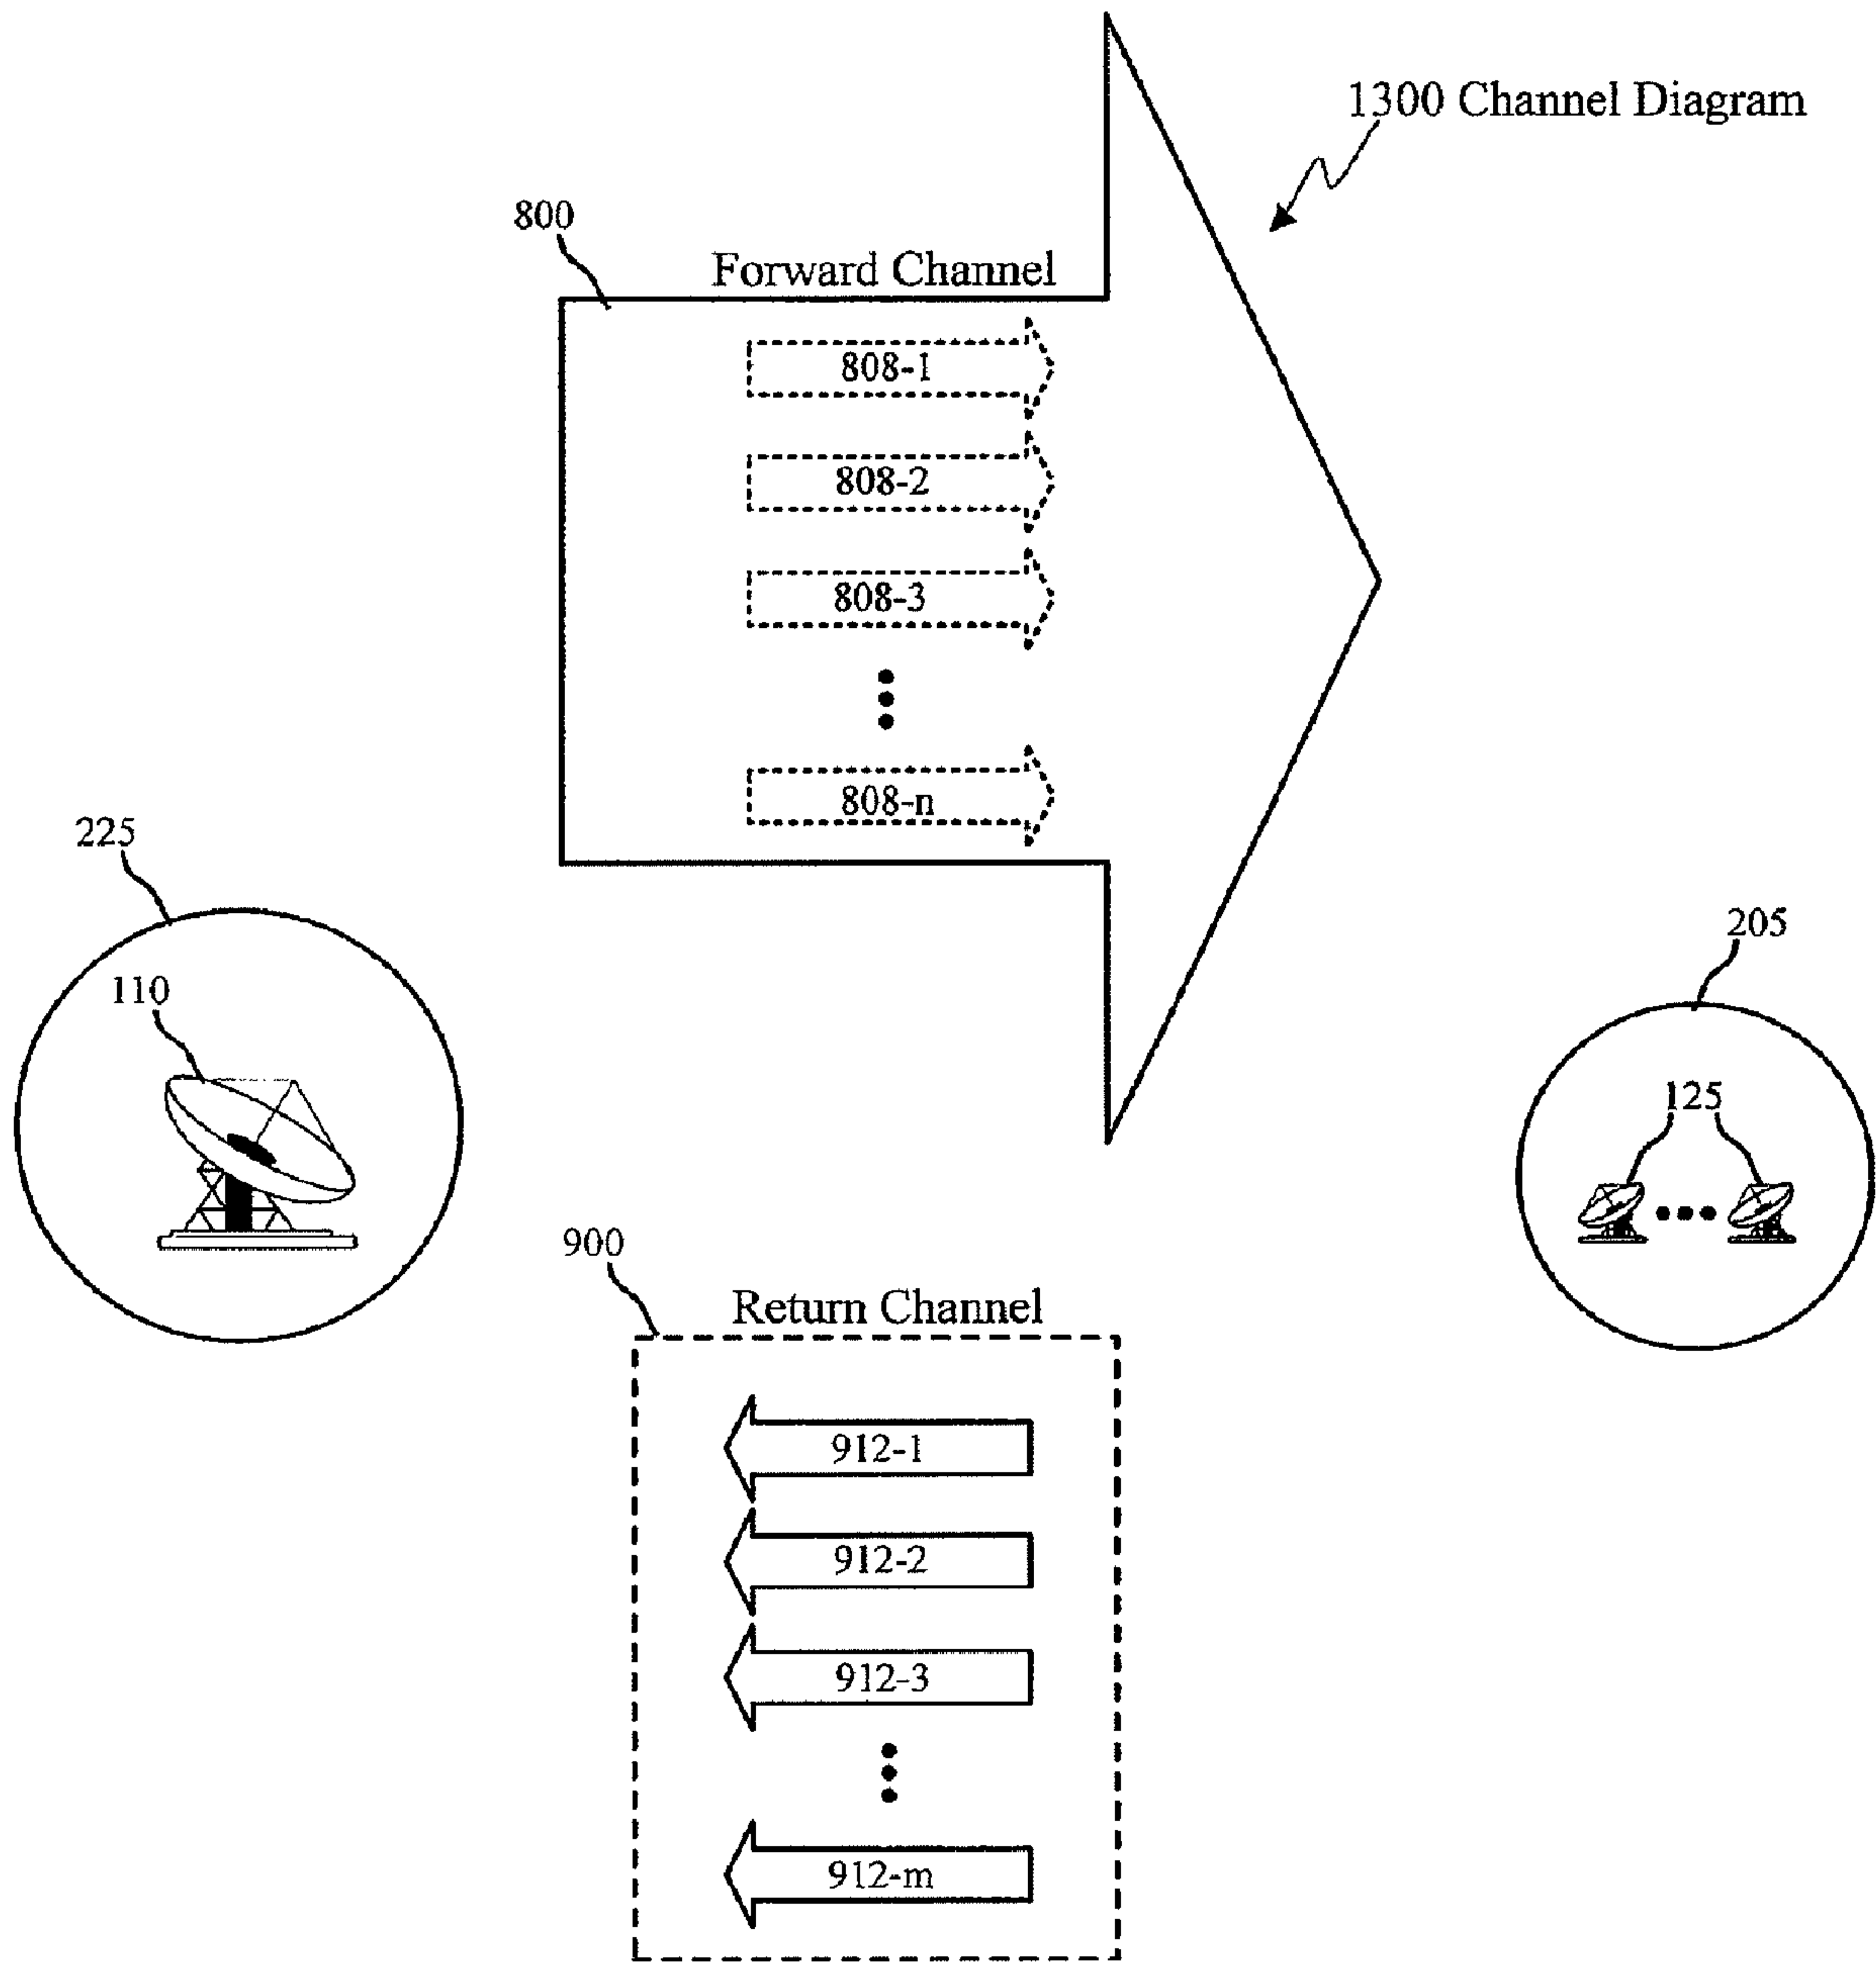 1300 Channel Diagram
800
Forward Channel
808-1
808-2
808-3
808-n
225
110
205
125
900
Return Channel
912-1
912-2
912-3
912-m